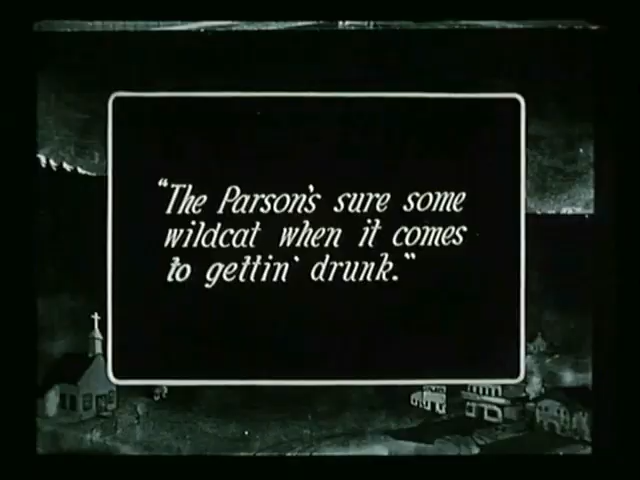 "The Parson's sure some
wildcat when it comes
to gettin' drunk."